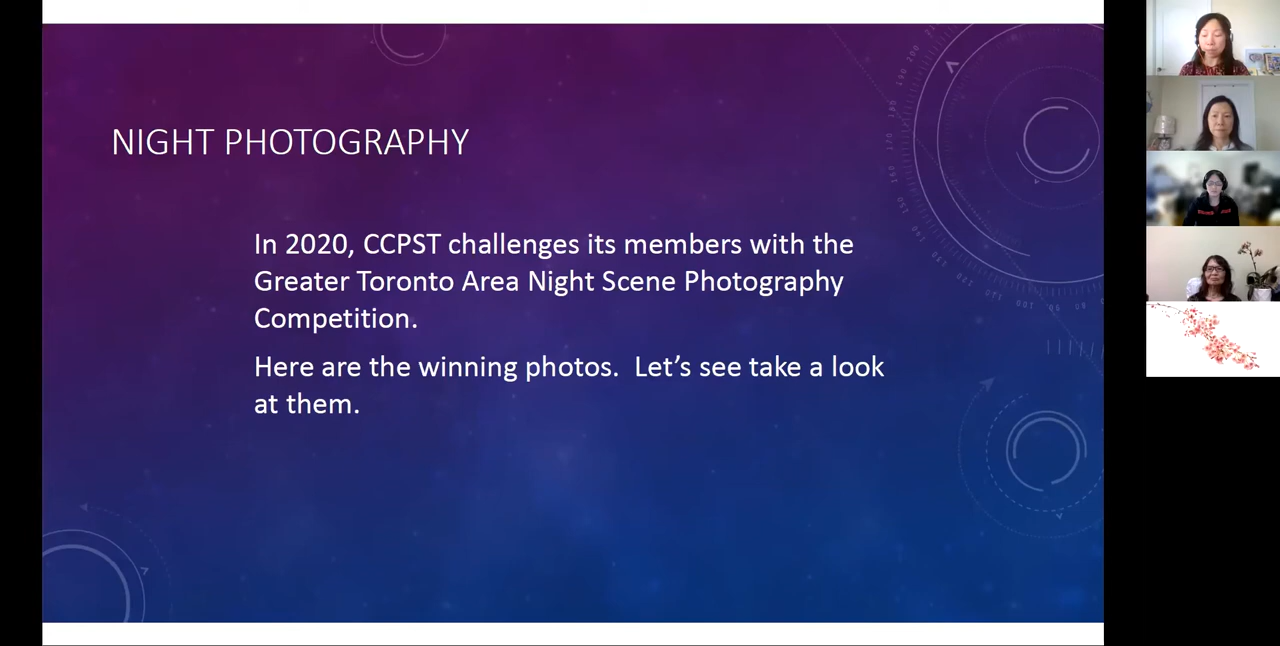 NIGHT PHOTOGRAPHY
In 2020, CCPST challenges its members with the
Greater Toronto Area Night Scene Photography
Competition.
Here are the winning photos.  Let’s see take a look
at them.